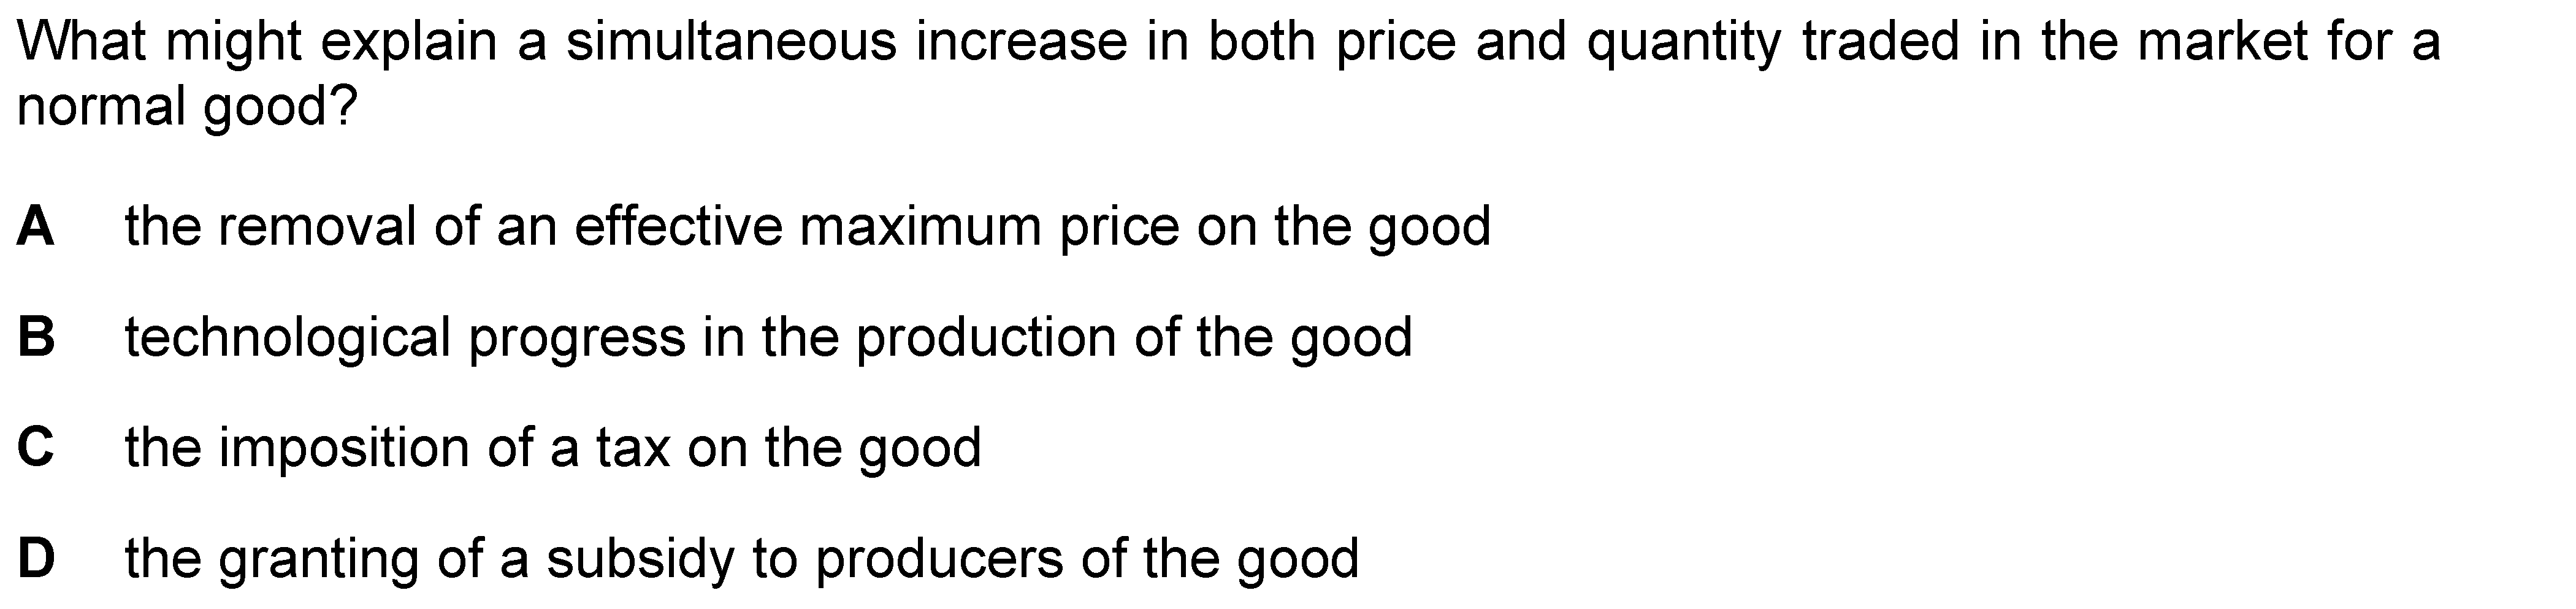 What might explain a simultaneous increase in both price and quantity traded in the market for a
normal good?
A the removal of an effective maximum price on the good
B technological progress in the production of the good
C the imposition of a tax on the good
D the granting of a subsidy to producers of the good